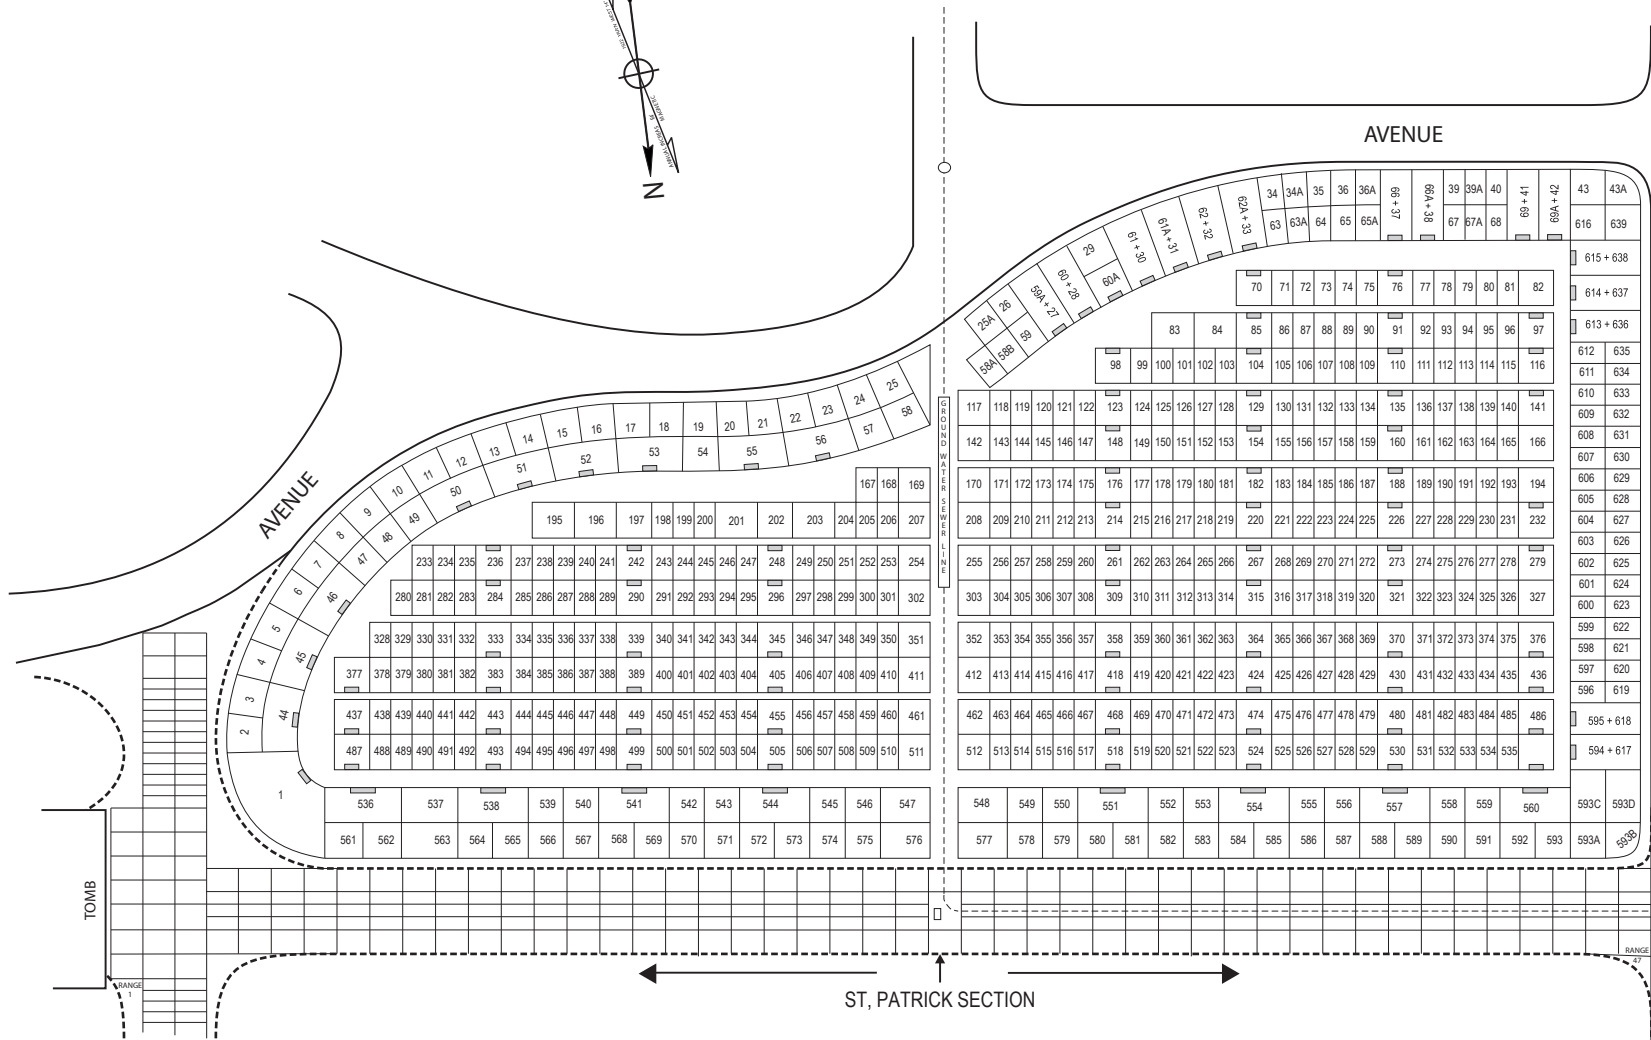 TRUE 1XXIV WEST 14'
MAGNETIC
ANNUAL INCREASE 14
N
AVENUE
34 34A 35 36 36A 66 + 37 66A + 38 39 39A 40 69 + 41 69A + 42 43 43A
63 63A 64 65 65A 67 67A 68 616 639
29 61 + 30 61A + 31 62 + 32 62A + 33
25A 26 59A + 27 60 + 28 60A
58A 58B 59
615 + 638
614 + 637
613 + 636
70 71 72 73 74 75 76 77 78 79 80 81 82
83 84 85 86 87 88 89 90 91 92 93 94 95 96 97
98 99 100 101 102 103 104 105 106 107 108 109 110 111 112 113 114 115 116
612 635
611 634
610 633
609 632
608 631
607 630
606 629
605 628
604 627
603 626
602 625
601 624
600 623
599 622
598 621
597 620
596 619
595 + 618
594 + 617
593C 593D
593A 593B
GROUND WATER SEWER LINE
117 118 119 120 121 122 123 124 125 126 127 128 129 130 131 132 133 134 135 136 137 138 139 140 141
142 143 144 145 146 147 148 149 150 151 152 153 154 155 156 157 158 159 160 161 162 163 164 165 166
AVENUE
1 2 3 4 5 6 7 8 9 10 11 12 13 14 15 16 17 18 19 20 21 22 23 24 25
44 45 46 47 48 49 50 51 52 53 54 55 56 57 58
167 168 169 170 171 172 173 174 175 176 177 178 179 180 181 182 183 184 185 186 187 188 189 190 191 192 193 194
195 196 197 198 199 200 201 202 203 204 205 206 207 208 209 210 211 212 213 214 215 216 217 218 219 220 221 222 223 224 225 226 227 228 229 230 231 232
233 234 235 236 237 238 239 240 241 242 243 244 245 246 247 248 249 250 251 252 253 254 255 256 257 258 259 260 261 262 263 264 265 266 267 268 269 270 271 272 273 274 275 276 277 278 279
280 281 282 283 284 285 286 287 288 289 290 291 292 293 294 295 296 297 298 299 300 301 302 303 304 305 306 307 308 309 310 311 312 313 314 315 316 317 318 319 320 321 322 323 324 325 326 327
328 329 330 331 332 333 334 335 336 337 338 339 340 341 342 343 344 345 346 347 348 349 350 351 352 353 354 355 356 357 358 359 360 361 362 363 364 365 366 367 368 369 370 371 372 373 374 375 376
377 378 379 380 381 382 383 384 385 386 387 388 389 400 401 402 403 404 405 406 407 408 409 410 411 412 413 414 415 416 417 418 419 420 421 422 423 424 425 426 427 428 429 430 431 432 433 434 435 436
437 438 439 440 441 442 443 444 445 446 447 448 449 450 451 452 453 454 455 456 457 458 459 460 461 462 463 464 465 466 467 468 469 470 471 472 473 474 475 476 477 478 479 480 481 482 483 484 485 486
487 488 489 490 491 492 493 494 495 496 497 498 499 500 501 502 503 504 505 506 507 508 509 510 511 512 513 514 515 516 517 518 519 520 521 522 523 524 525 526 527 528 529 530 531 532 533 534 535
536 537 538 539 540 541 542 543 544 545 546 547 548 549 550 551 552 553 554 555 556 557 558 559 560
561 562 563 564 565 566 567 568 569 570 571 572 573 574 575 576 577 578 579 580 581 582 583 584 585 586 587 588 589 590 591 592 593
TOMB
RANGE
1
RANGE
47
ST, PATRICK SECTION